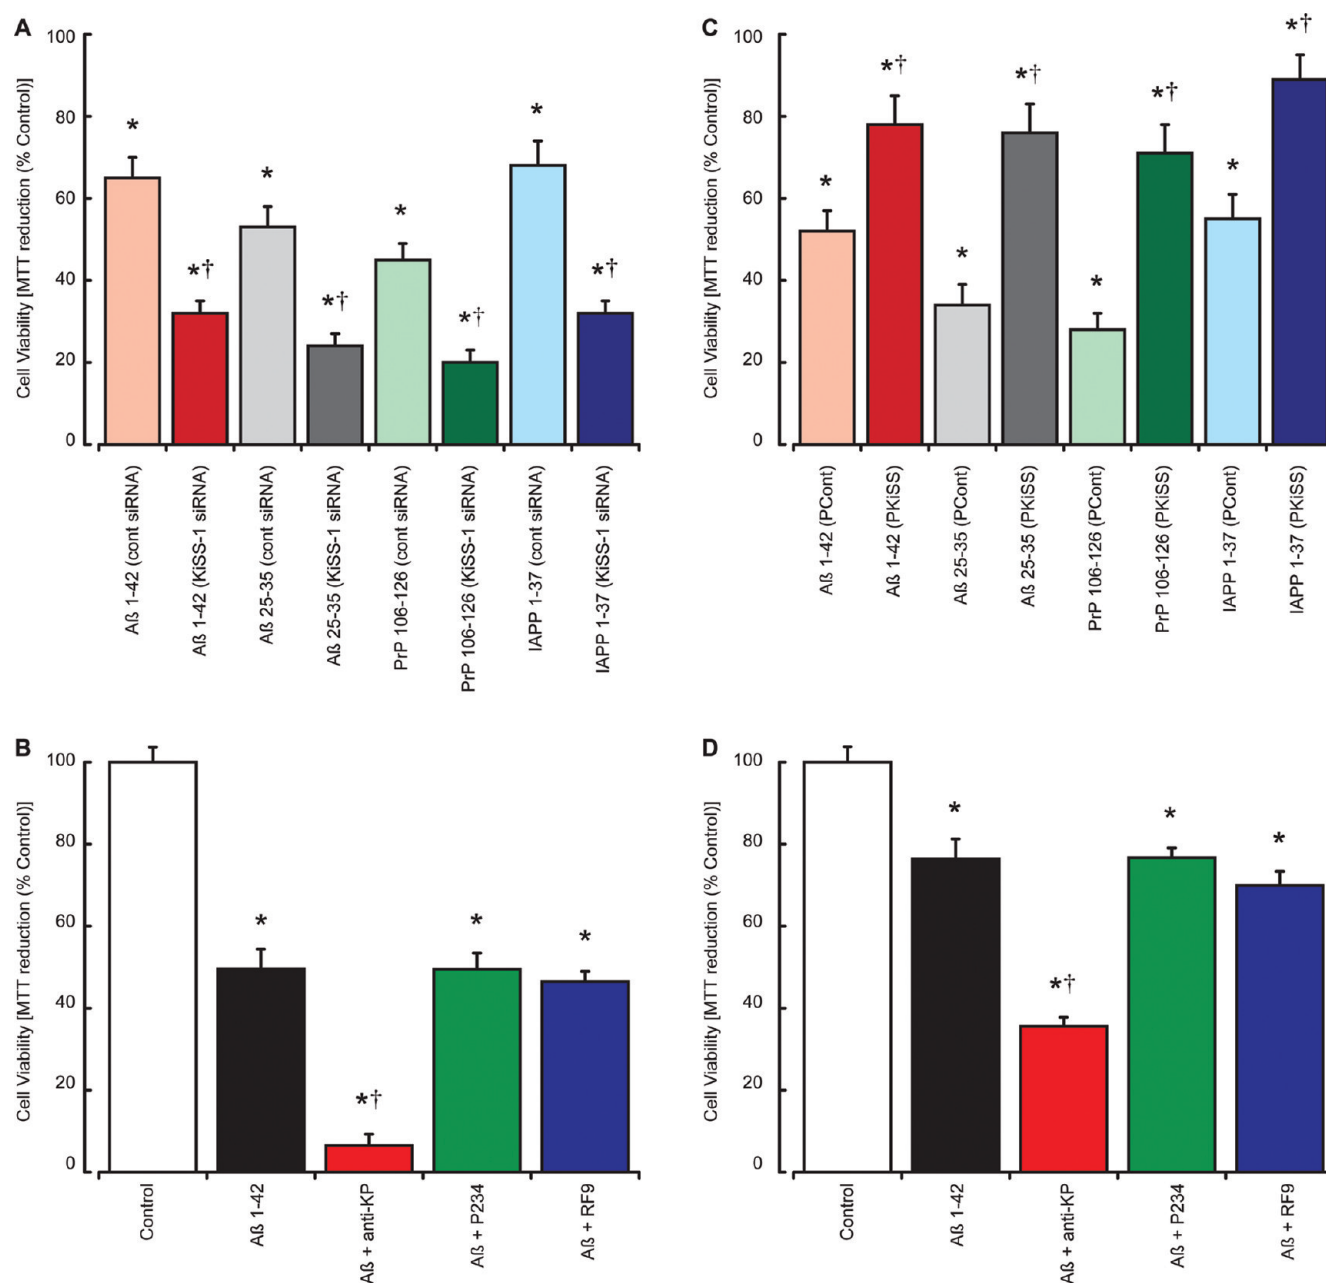 A
Cell Viability [MTT reduction (% Control)]
100
80
60
40
20
0
*
*†
*
*†
*
*†
*
*†
Aß 1-42 (cont siRNA)
Aß 1-42 (KiSS-1 siRNA)
Aß 25-35 (cont siRNA)
Aß 25-35 (KiSS-1 siRNA)
PrP 106-126 (cont siRNA)
PrP 106-126 (KiSS-1 siRNA)
IAPP 1-37 (cont siRNA)
IAPP 1-37 (KiSS-1 siRNA)
C
Cell Viability [MTT reduction (% Control)]
100
80
60
40
20
0
*
*†
*
*†
*
*†
*
*†
Aß 1-42 (PCont)
Aß 1-42 (PKiSS)
Aß 25-35 (PCont)
Aß 25-35 (PKiSS)
PrP 106-126 (PCont)
PrP 106-126 (PKiSS)
IAPP 1-37 (PCont)
IAPP 1-37 (PKiSS)
B
Cell Viability [MTT reduction (% Control)]
100
80
60
40
20
0
*
*†
*
*
Control
Aß 1-42
Aß + anti-KP
Aß + P234
Aß + RF9
D
Cell Viability [MTT reduction (% Control)]
100
80
60
40
20
0
*
*†
*
*
Control
Aß 1-42
Aß + anti-KP
Aß + P234
Aß + RF9